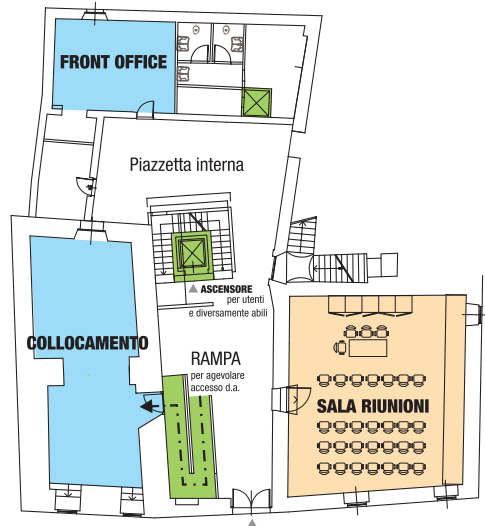 FRONT OFFICE
Piazzetta interna
ASCENSORE
per utenti
e diversamente abili
COLLOCAMENTO
RAMPA
per agevolare
accesso d.a.
SALA RIUNIONI